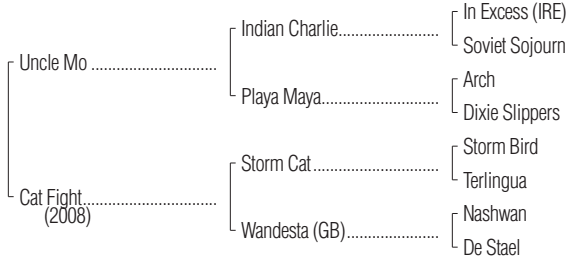 In Excess (IRE)
Indian Charlie......................
Soviet Sojourn
Uncle Mo ............................
Arch
Playa Maya..........................
Dixie Slippers
Storm Bird
Storm Cat...........................
Terlingua
Cat Fight..............................
(2008)
Nashwan
Wandesta (GB)....................
De Stael